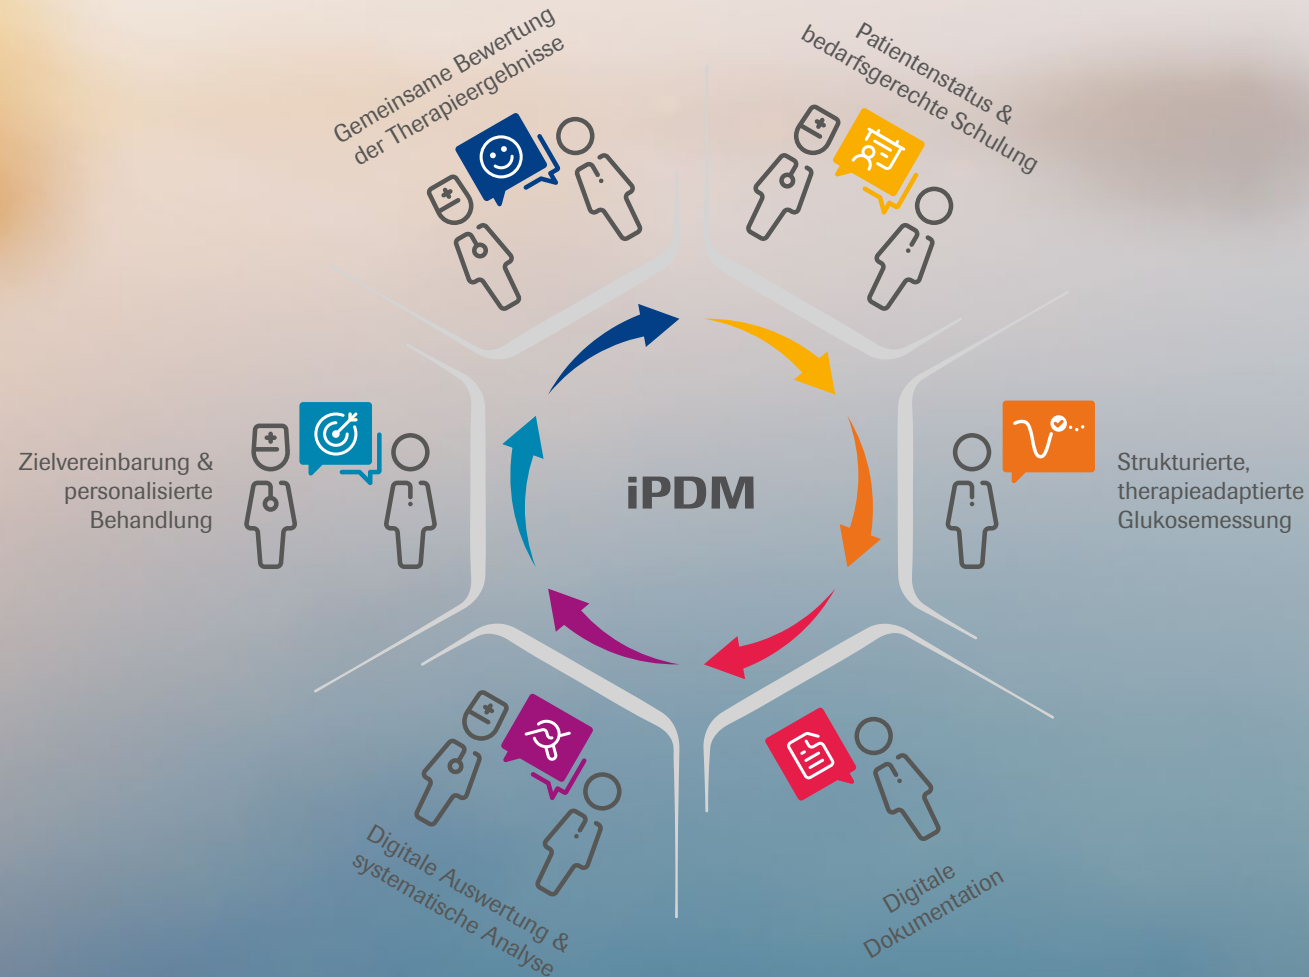 Gemeinsame Bewertung
der Therapieergebnisse
Patientenstatus &
bedarfsgerechte Schulung
Zielvereinbarung &
personalisierte
Behandlung
iPDM
Strukturierte,
therapieadaptierte
Glukosemessung
Digitale Auswertung &
systematische Analyse
Digitale
Dokumentation